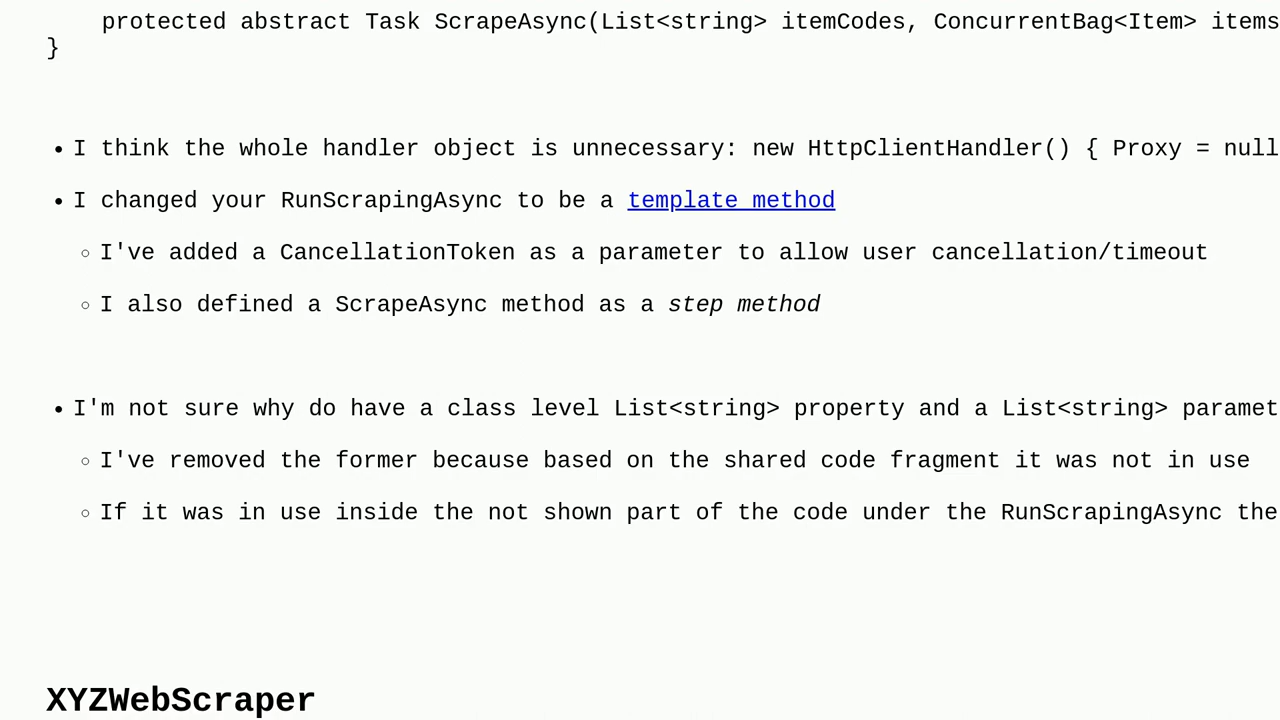 protected abstract Task ScrapeAsync(List<string> itemCodes, ConcurrentBag<Item> items
}
• I think the whole handler object is unnecessary: new HttpClientHandler() { Proxy = null
• I changed your RunScrapingAsync to be a template method
○ I've added a CancellationToken as a parameter to allow user cancellation/timeout
○ I also defined a ScrapeAsync method as a step method
• I'm not sure why do have a class level List<string> property and a List<string> paramet
○ I've removed the former because based on the shared code fragment it was not in use
○ If it was in use inside the not shown part of the code under the RunScrapingAsync the
XYZWebScraper